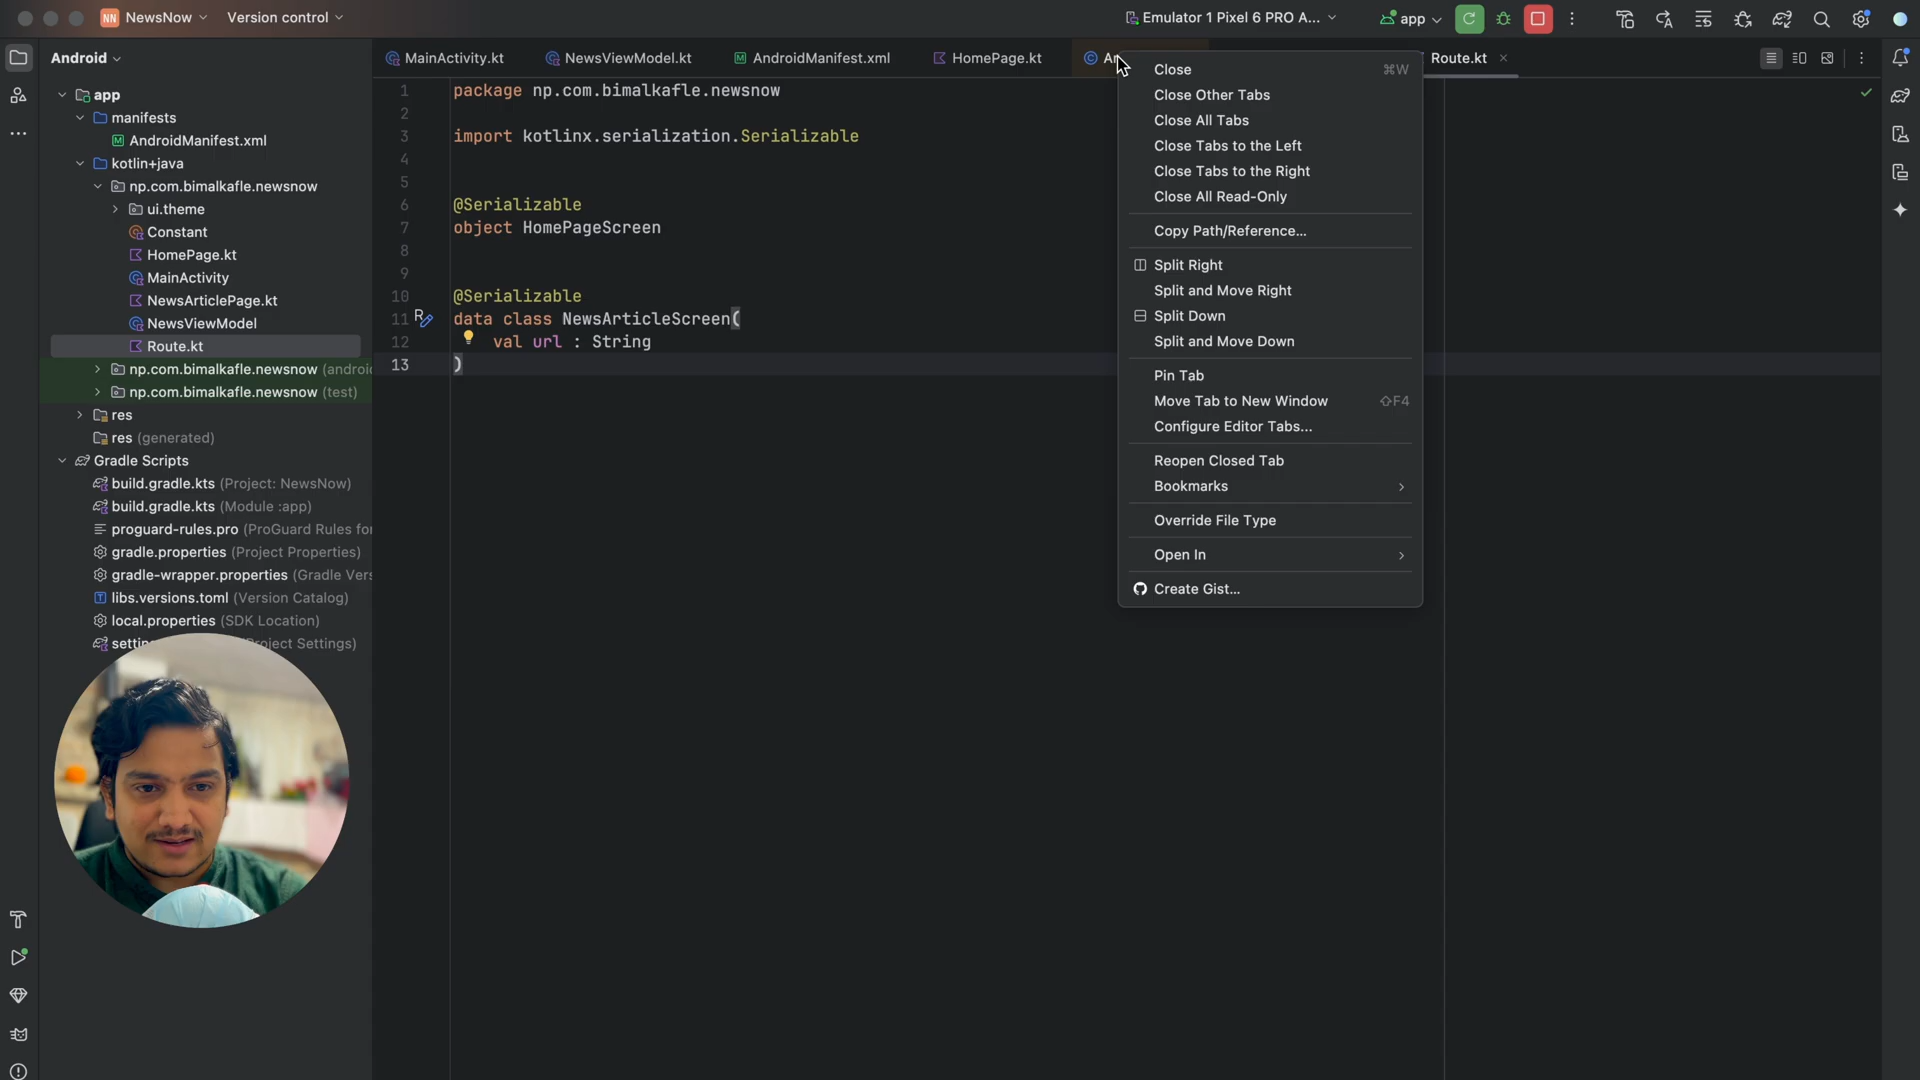 NN NewsNow Version control Emulator 1 Pixel 6 PRO A... app
Android
MainActivity.kt NewsViewModel.kt AndroidManifest.xml HomePage.kt Route.kt
app
manifests
AndroidManifest.xml
kotlin+java
np.com.bimalkafle.newsnow
ui.theme
Constant
HomePage.kt
MainActivity
NewsArticlePage.kt
NewsViewModel
Route.kt
np.com.bimalkafle.newsnow
np.com.bimalkafle.newsnow (test)
res
res (generated)
Gradle Scripts
build.gradle.kts (Project: NewsNow)
build.gradle.kts (Module :app)
proguard-rules.pro (ProGuard Rules
gradle.properties (Project Properties)
gradle-wrapper.properties (Gradle
libs.versions.toml (Version Catalog)
local.properties (SDK Location)
Settings)
1 package np.com.bimalkafle.newsnow
2
3 import kotlinx.serialization.Serializable
4
5
6 @Serializable
7 object HomePageScreen
8
9
10 @Serializable
11 data class NewsArticleScreen(
12 val url : String
13 )
Close ⌘W
Close Other Tabs
Close All Tabs
Close Tabs to the Left
Close Tabs to the Right
Close All Read-Only
Copy Path/Reference...
Split Right
Split and Move Right
Split Down
Split and Move Down
Pin Tab
Move Tab to New Window ⇧F4
Configure Editor Tabs...
Reopen Closed Tab
Bookmarks
Override File Type
Open In
Create Gist...